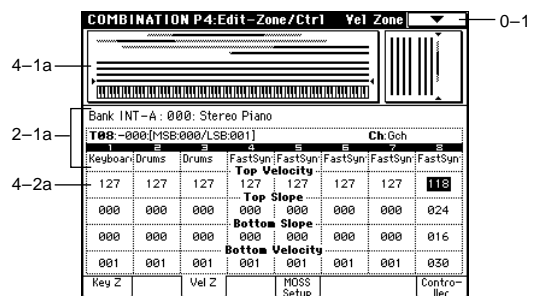 COMBINATION P4:Edit-Zone/Ctrl Vel Zone
0–1
4–1a
Bank INT-A : 000: Stereo Piano
2–1a
T08:-000:[MSB:000/LSB:001] Ch:Gch
1 2 3 4 5 6 7 8
Keyboar Drums Drums FastSyn FastSyn FastSyn FastSyn FastSyn
Top Velocity
4–2a
127 127 127 127 127 127 127 118
Top Slope
000 000 000 000 000 000 000 024
Bottom Slope
000 000 000 000 000 000 000 016
Bottom Velocity
001 001 001 001 001 001 001 030
Key Z Vel Z MOSS Setup Contro-ller